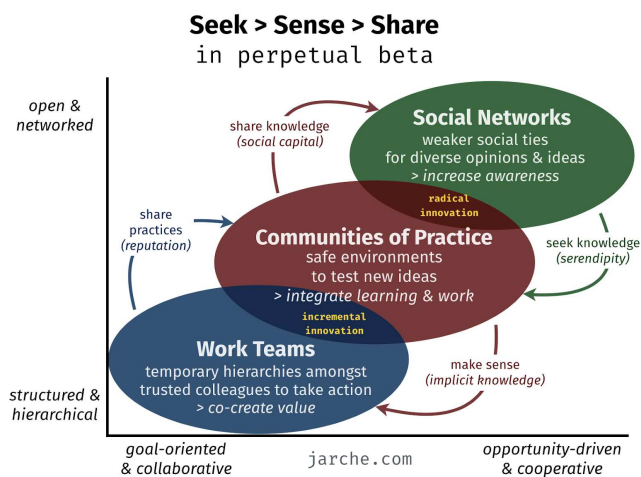 Seek > Sense > Share
in perpetual beta
open &
networked
share knowledge
(social capital)
Social Networks
weaker social ties
for diverse opinions & ideas
> increase awareness
radical
innovation
share
practices
(reputation)
Communities of Practice
safe environments
to test new ideas
> integrate learning & work
seek knowledge
(serendipity)
incremental
innovation
Work Teams
temporary hierarchies amongst
trusted colleagues to take action
> co-create value
make sense
(implicit knowledge)
structured &
hierarchical
goal-oriented
& collaborative
jarche.com
opportunity-driven
& cooperative